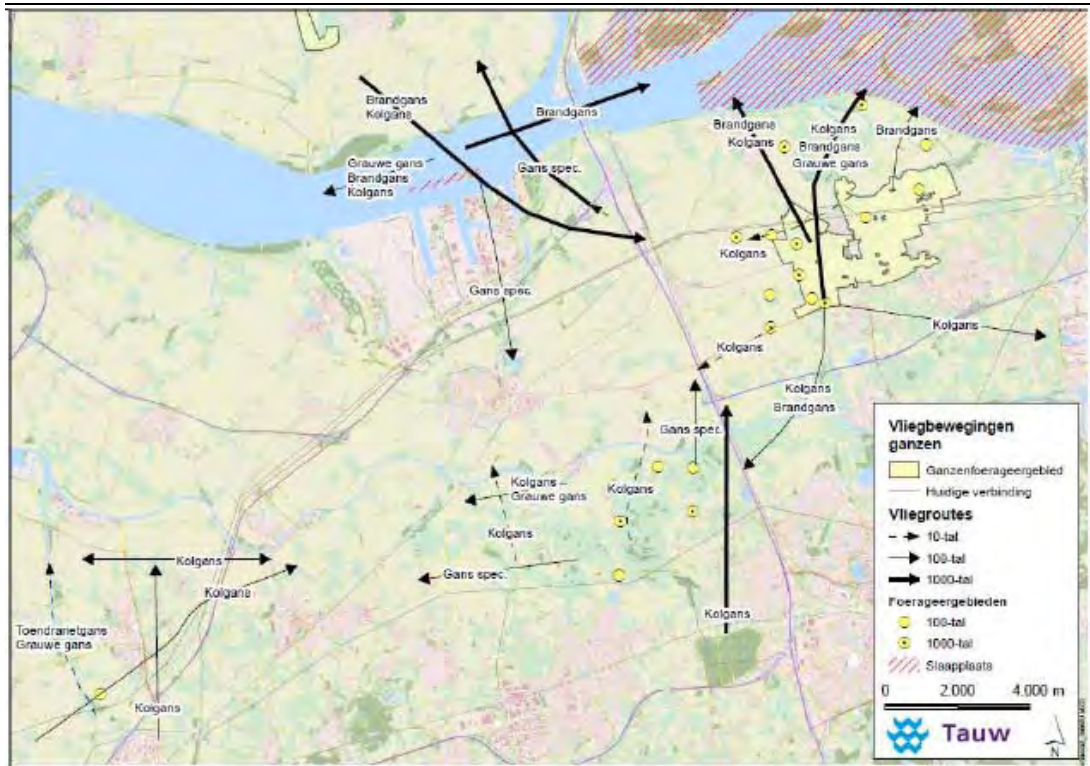 Brandgans
Kolgans
Brandgans
Grauwe gans
Brandgans
Kolgans
Gans spec.
Brandgans
Kolgans
Kolgans
Brandgans
Grauwe gans
Brandgans
Kolgans
Gans spec.
Kolgans
Kolgans
Kolgans
Brandgans
Gans spec.
Kolgans –
Grauwe gans
Kolgans
Kolgans
Kolgans
Kolgans
Gans spec.
Kolgans
Toendrarietgans
Grauwe gans
Kolgans
Vliegbewegingen
ganzen
Ganzenfoerageergebied
Huidige verbinding
Vliegroutes
10-tal
100-tal
1000-tal
Foerageergebieden
100-tal
1000-tal
Slaapplaats
0 2.000 4.000 m
Tauw
N